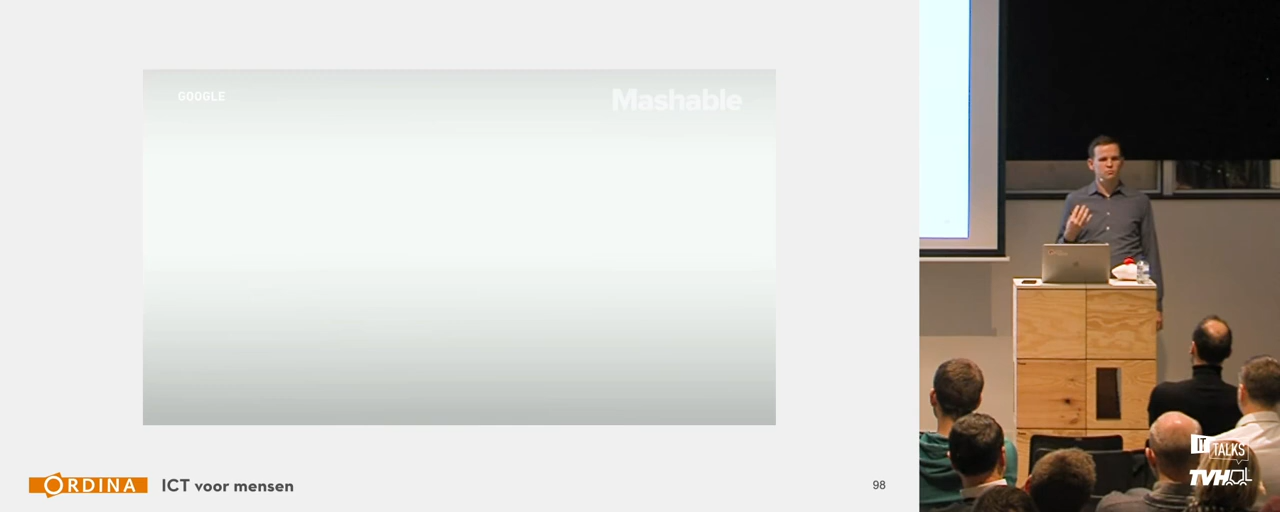 GOOGLE
Mashable
ORDINA
ICT voor mensen
98
IT
TALKS
TVH